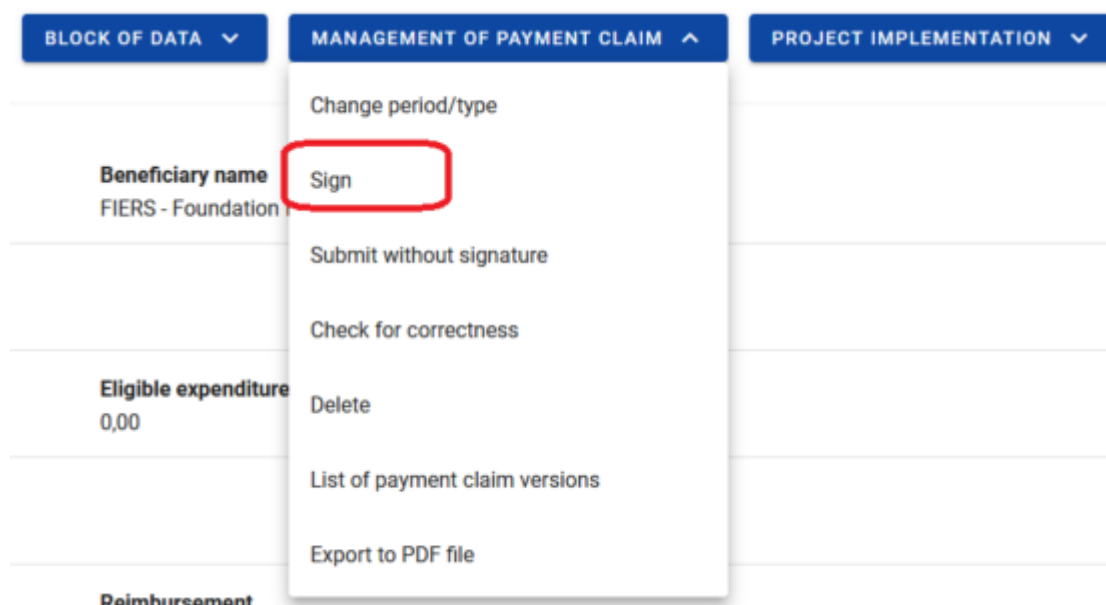 BLOCK OF DATA
MANAGEMENT OF PAYMENT CLAIM
PROJECT IMPLEMENTATION
Change period/type
Beneficiary name
Sign
FIERS - Foundation
Submit without signature
Check for correctness
Eligible expenditure
0,00
Delete
List of payment claim versions
Export to PDF file
Reimbursement